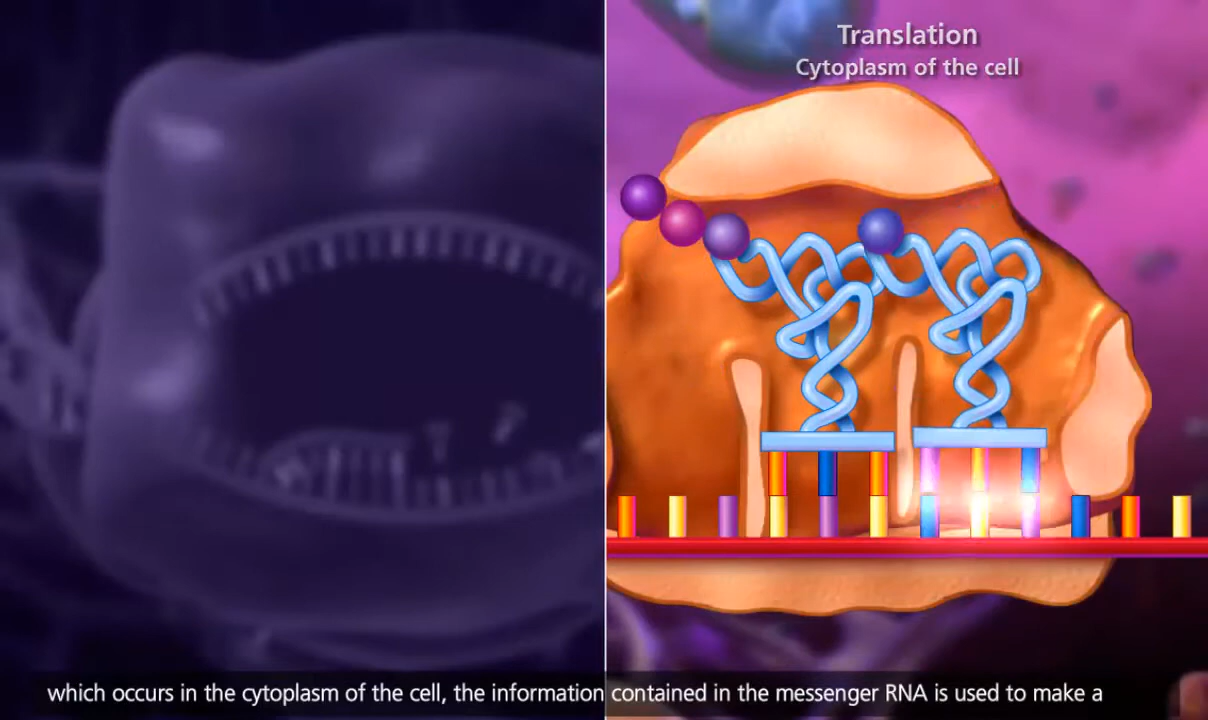 Translation
Cytoplasm of the cell
which occurs in the cytoplasm of the cell, the information contained in the messenger RNA is used to make a